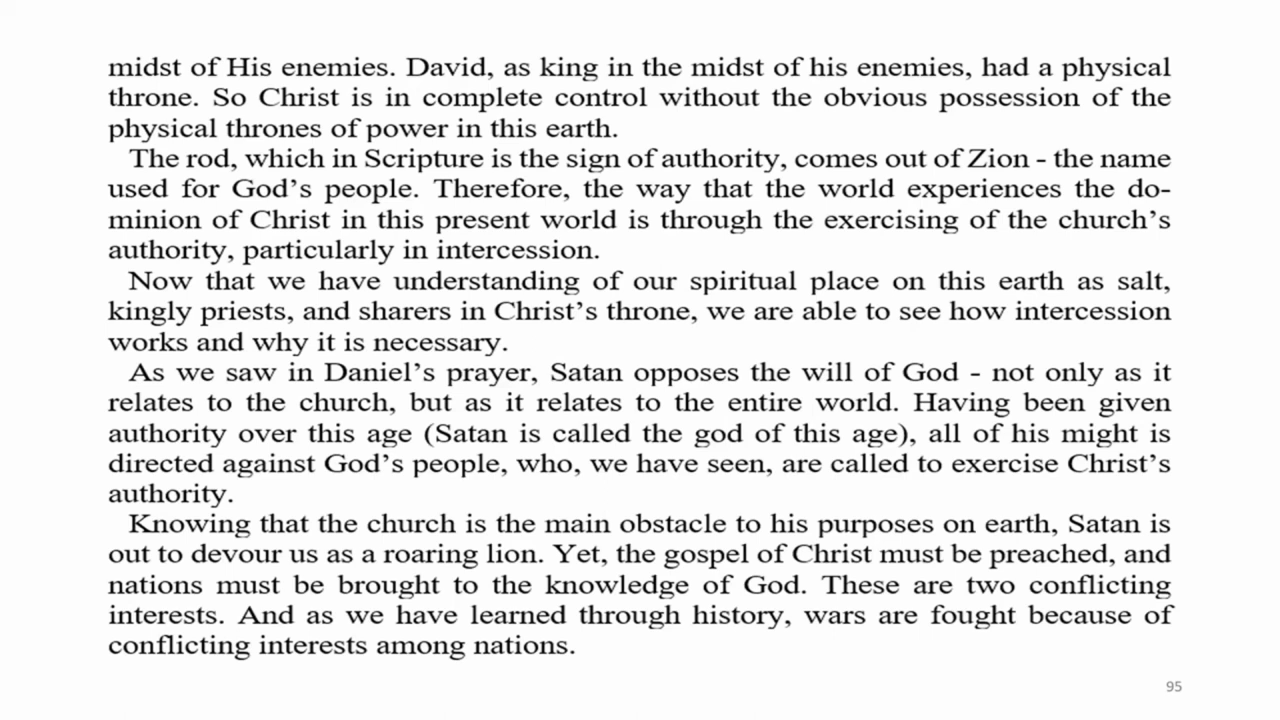 midst of His enemies. David, as king in the midst of his enemies, had a physical
throne. So Christ is in complete control without the obvious possession of the
physical thrones of power in this earth.
The rod, which in Scripture is the sign of authority, comes out of Zion - the name
used for God's people. Therefore, the way that the world experiences the do-
minion of Christ in this present world is through the exercising of the church's
authority, particularly in intercession.
Now that we have understanding of our spiritual place on this earth as salt,
kingly priests, and sharers in Christ's throne, we are able to see how intercession
works and why it is necessary.
As we saw in Daniel's prayer, Satan opposes the will of God - not only as it
relates to the church, but as it relates to the entire world. Having been given
authority over this age (Satan is called the god of this age), all of his might is
directed against God's people, who, we have seen, are called to exercise Christ's
authority.
Knowing that the church is the main obstacle to his purposes on earth, Satan is
out to devour us as a roaring lion. Yet, the gospel of Christ must be preached, and
nations must be brought to the knowledge of God. These are two conflicting
interests. And as we have learned through history, wars are fought because of
conflicting interests among nations.
95